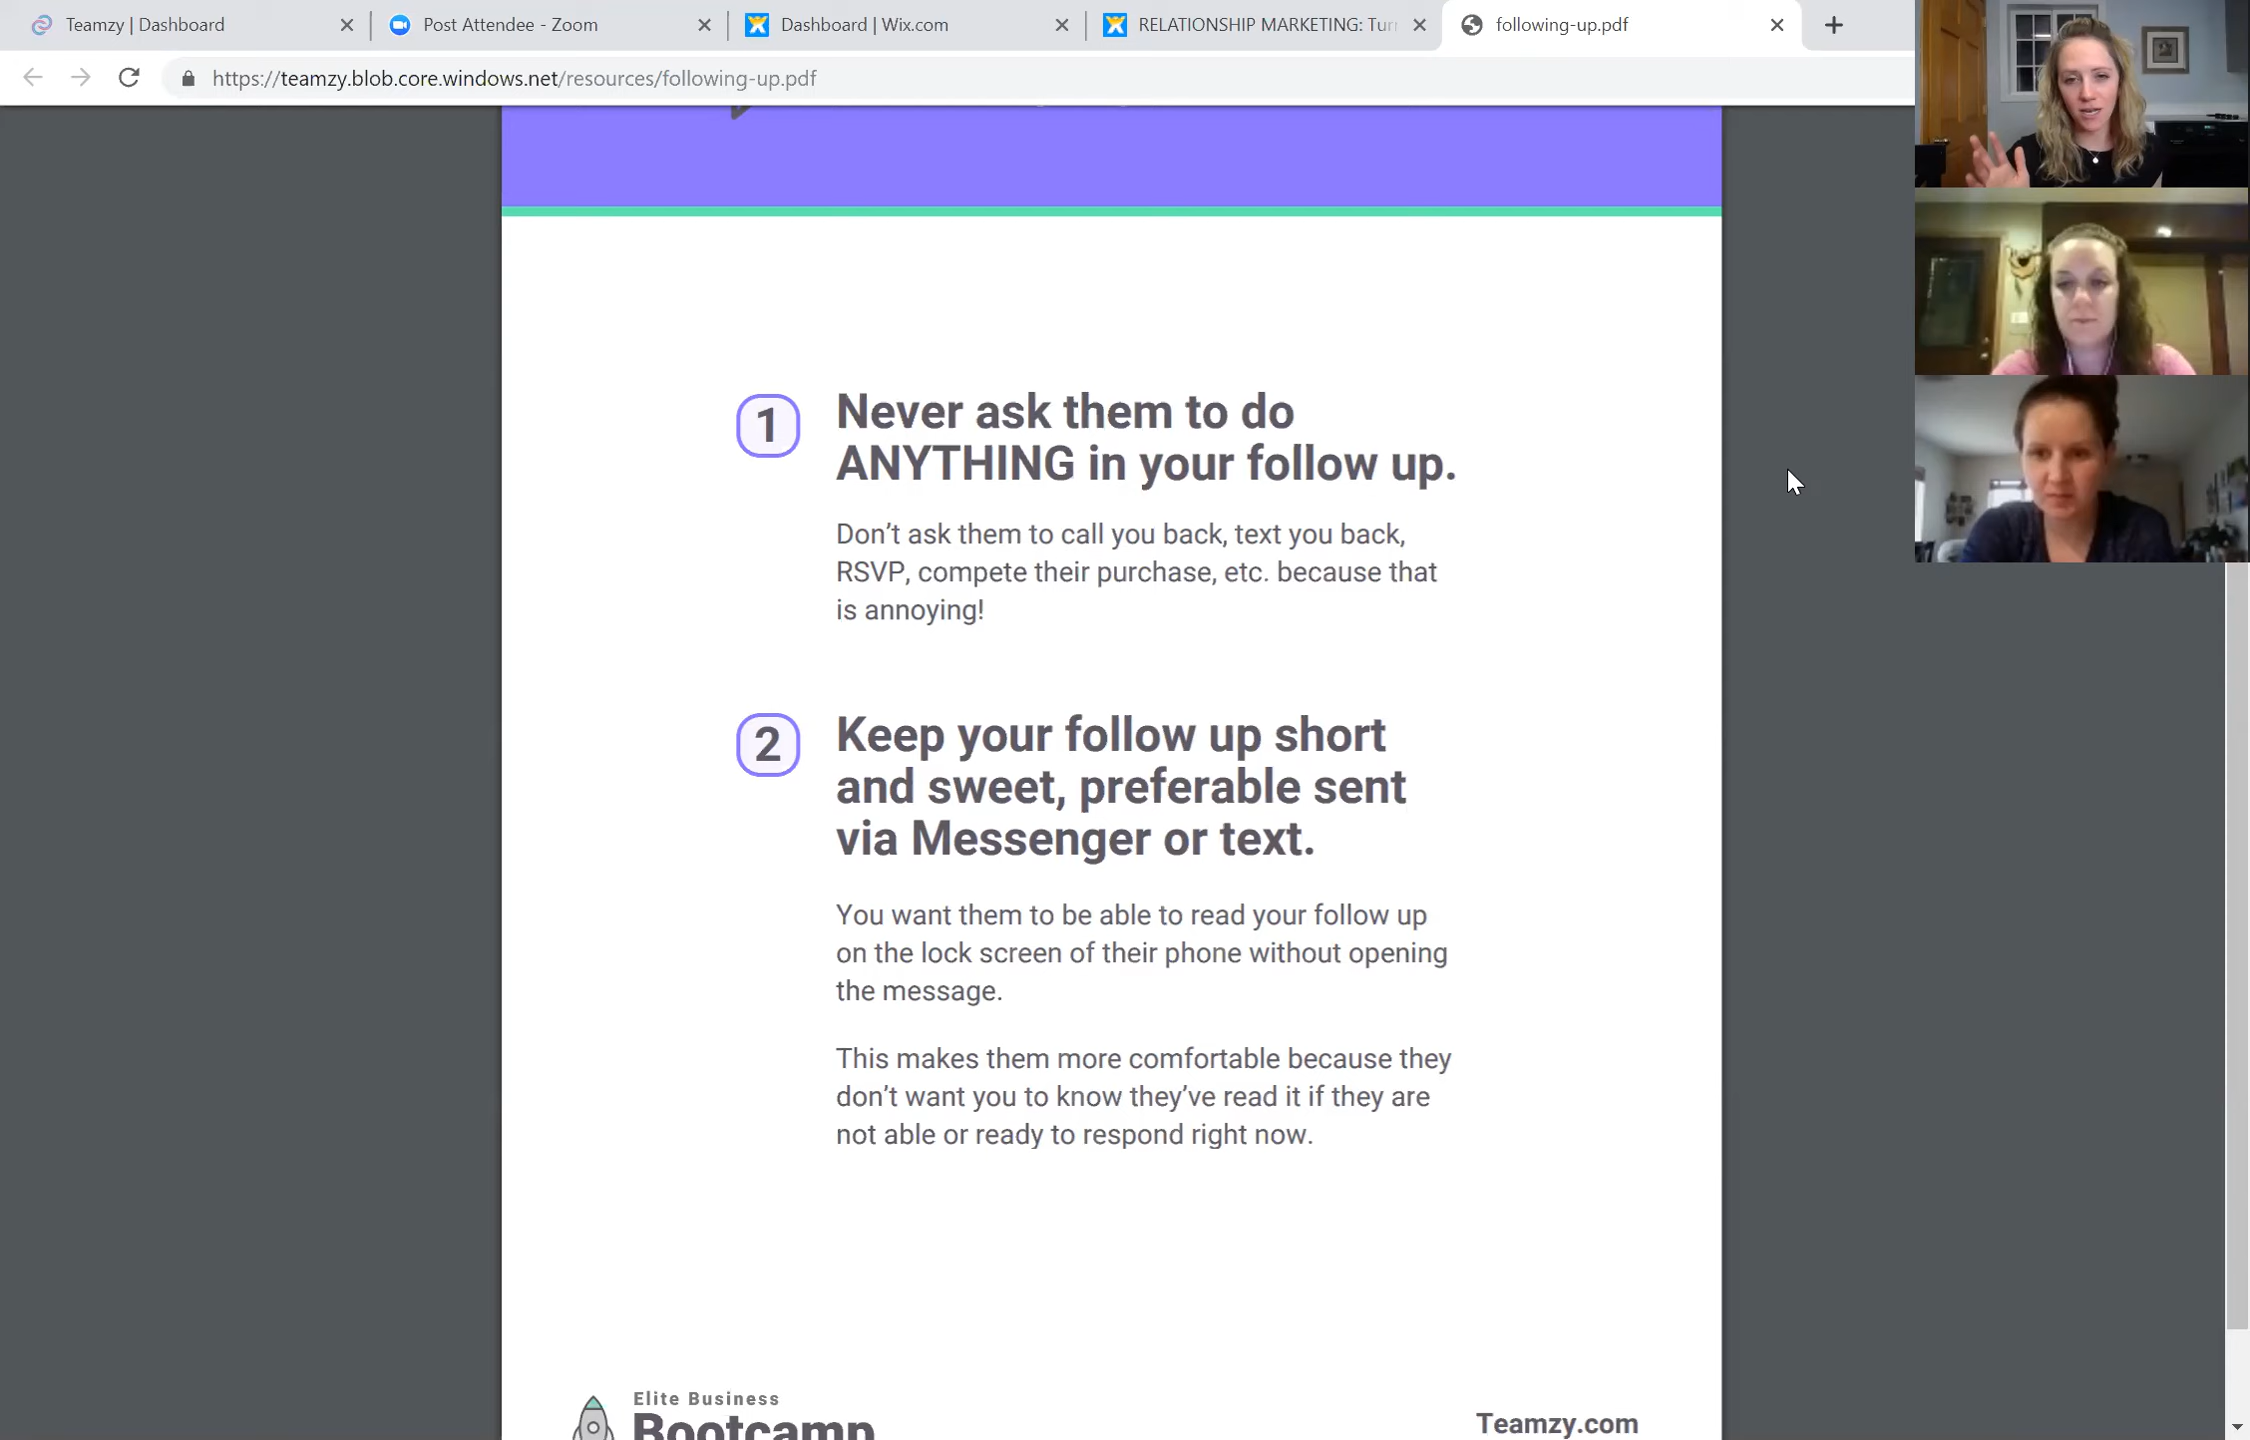 Teamzy | Dashboard
Post Attendee - Zoom
Dashboard | Wix.com
RELATIONSHIP MARKETING: Tur
following-up.pdf
https://teamzy.blob.core.windows.net/resources/following-up.pdf
1
Never ask them to do
ANYTHING in your follow up.
Don't ask them to call you back, text you back,
RSVP, compete their purchase, etc. because that
is annoying!
2
Keep your follow up short
and sweet, preferable sent
via Messenger or text.
You want them to be able to read your follow up
on the lock screen of their phone without opening
the message.
This makes them more comfortable because they
don't want you to know they've read it if they are
not able or ready to respond right now.
Elite Business
Bootcamp
Teamzy.com